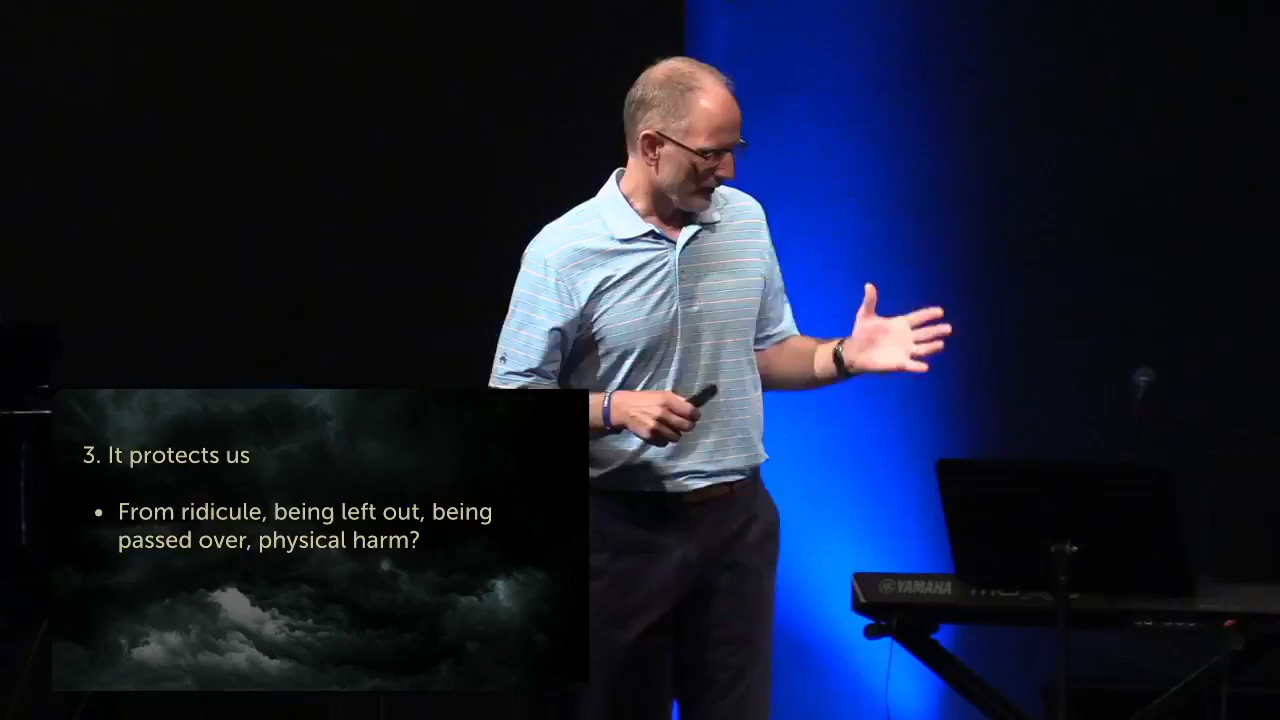 3. It protects us
• From ridicule, being left out, being
passed over, physical harm?
YAMAHA